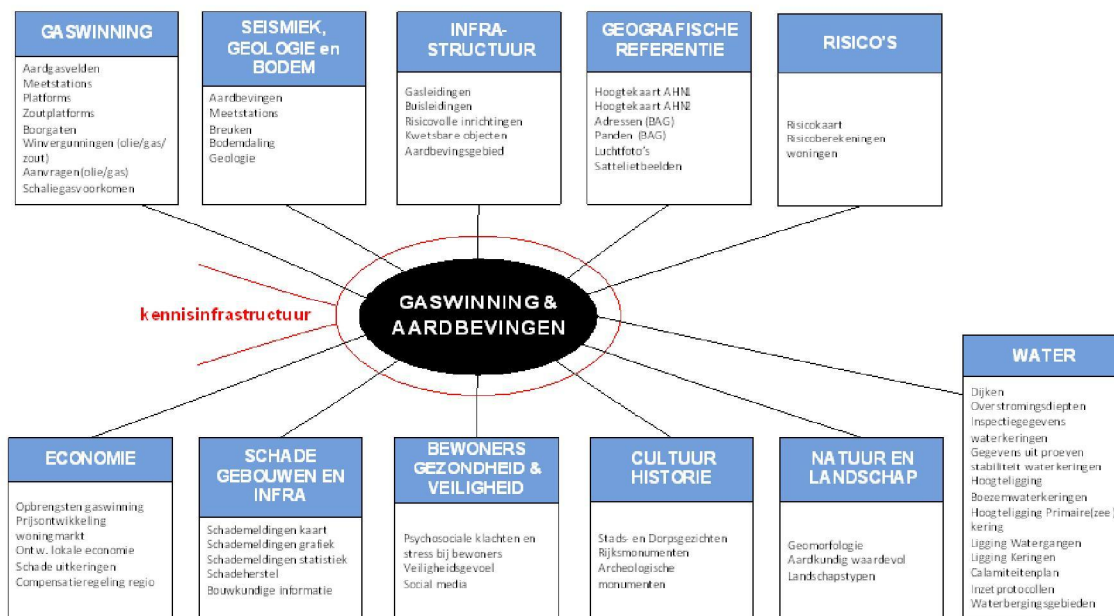 GASWINNING
Aardgasvelden
Meetstations
Platforms
Zoutplatforms
Boorgaten
Winvergunningen (olie/gas/
zout)
Aanvragen(olie/gas)
Schaliegasvoorkomen
SEISMIEK,
GEOLOGIE en
BODEM
Aardbevingen
Meetstations
Breuken
Bodemdaling
Geologie
INFRA-
STRUCTUUR
Gasleidingen
Buisleidingen
Risicovolle inrichtingen
Kwetsbare objecten
Aardbevingsgebied
GEOGRAFISCHE
REFERENTIE
Hoogtekaart AHN1
Hoogtekaart AHN2
Adressen (BAG)
Panden (BAG)
Luchtfoto's
Sattelietbeelden
RISICO'S
Risicokaart
Risicoberekeningen
woningen
kennisinfrastructuur
GASWINNING &
AARDBEVINGEN
WATER
Dijken
Overstromingsdiepten
Inspectiegegevens
waterkeringen
Gegevens uit proeven
stabiliteit waterkeringen
Hoogteligging
Boezemwaterkeringen
Hoogteligging Primaire(zee)
kering
Ligging Watergangen
Ligging Keringen
Calamiteitenplan
Inzetprotocollen
Waterbergingsgebieden
ECONOMIE
Opbrengsten gaswinning
Prijsontwikkeling
woningmarkt
Ontw. lokale economie
Schade uitkeringen
Compensatieregeling regio
SCHADE
GEBOUWEN EN
INFRA
Schademeldingen kaart
Schademeldingen grafiek
Schademeldingen statistiek
Schadeherstel
Bouwkundige informatie
BEWONERS
GEZONDHEID &
VEILIGHEID
Psychosociale klachten en
stress bij bewoners
Veiligheidsgevoel
Social media
CULTUUR
HISTORIE
Stads- en Dorpsgezichten
Rijksmonumenten
Archeologische
monumenten
NATUUR EN
LANDSCHAP
Geomorfologie
Aardkundig waardevol
Landschapstypen